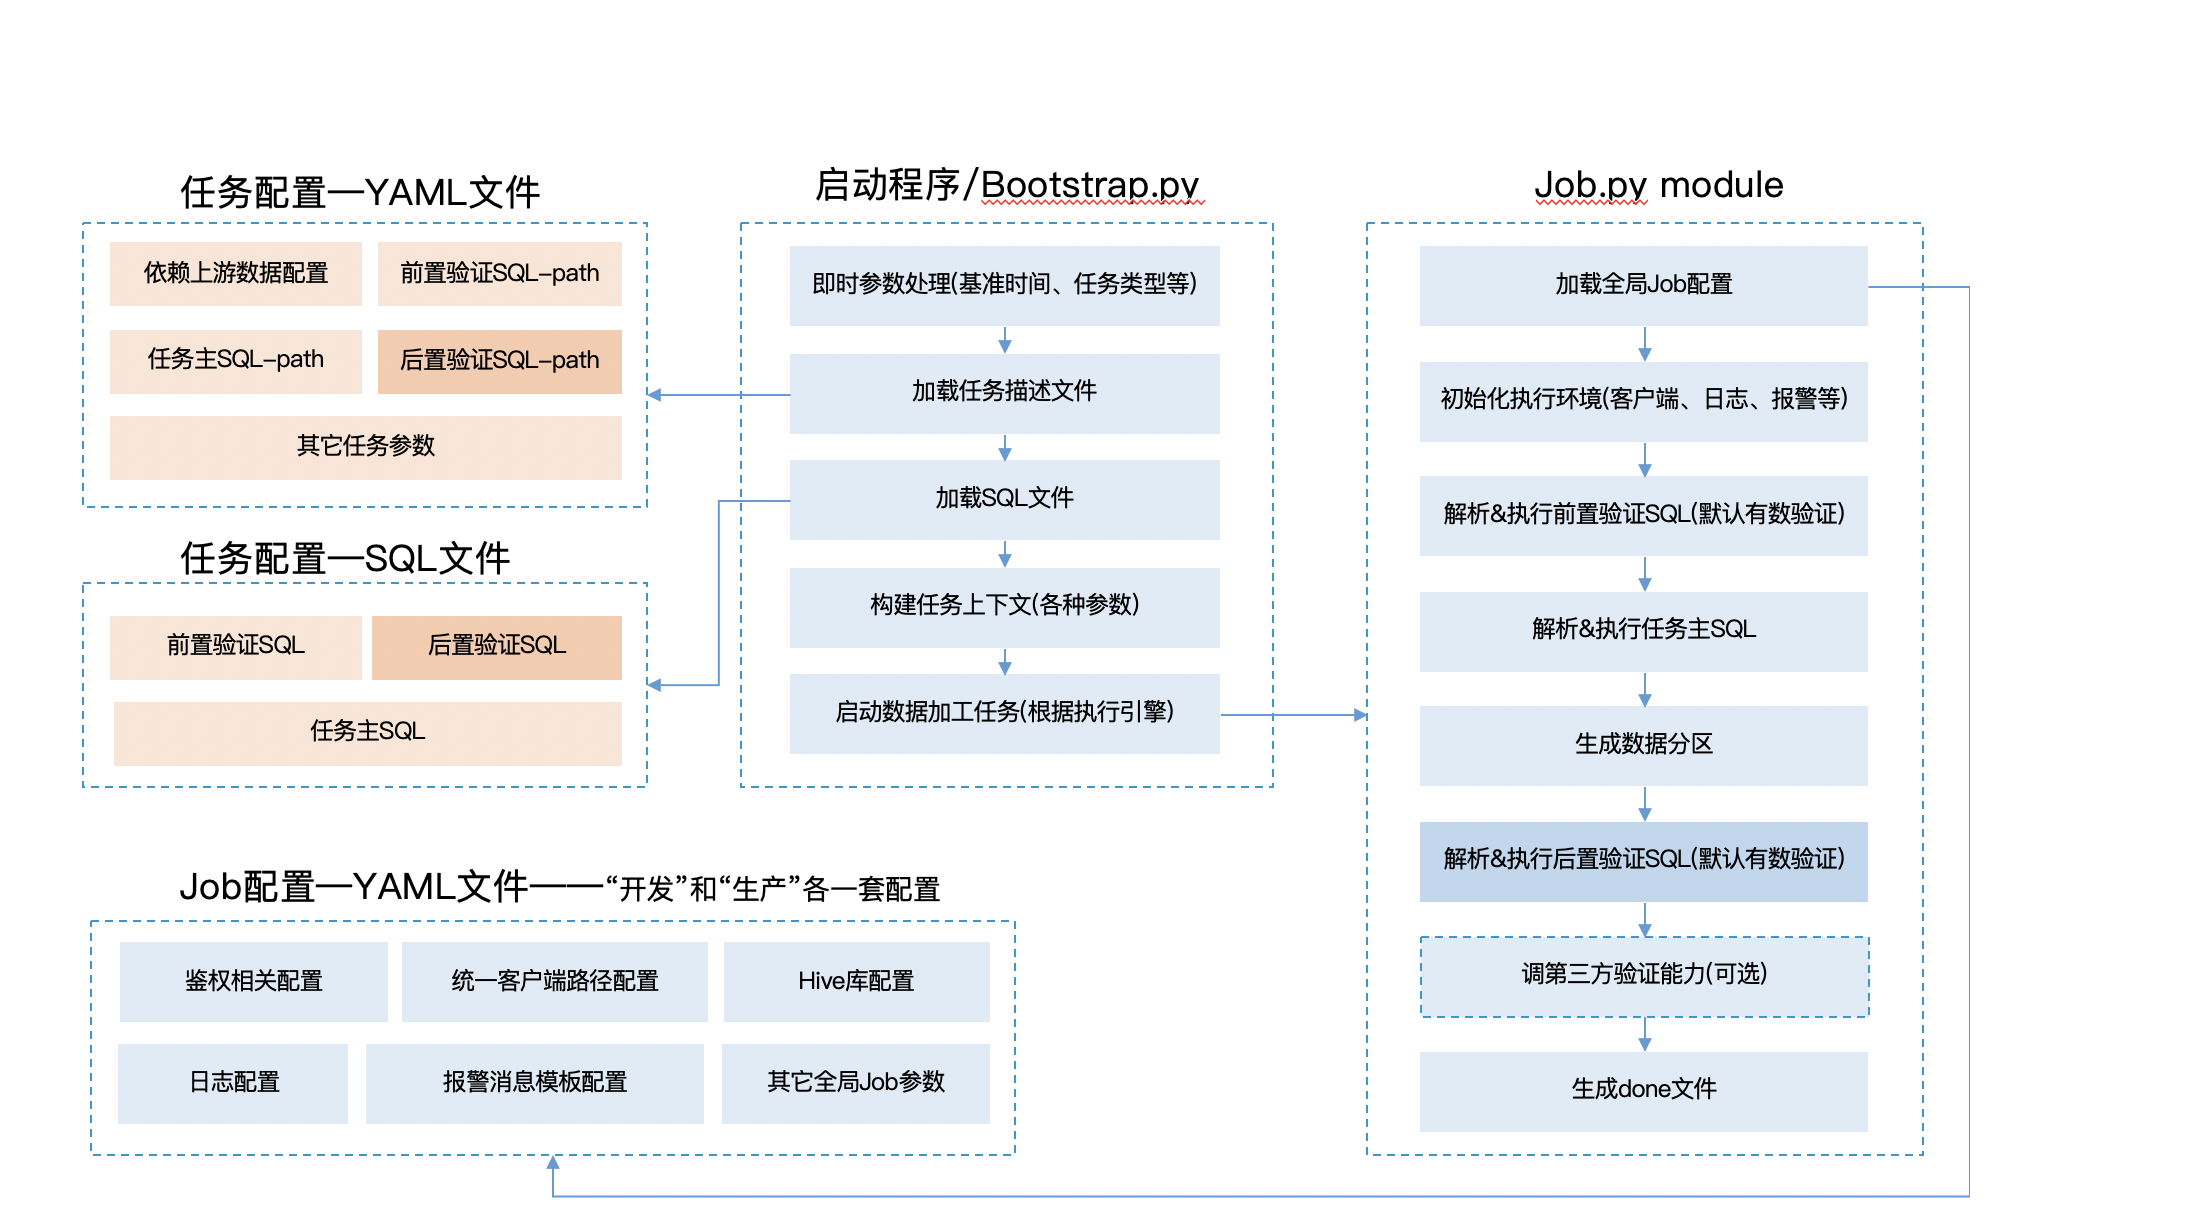 任务配置—YAML文件
依赖上游数据配置
前置验证SQL-path
任务主SQL-path
后置验证SQL-path
其它任务参数
任务配置—SQL文件
前置验证SQL
后置验证SQL
任务主SQL
启动程序/Bootstrap.py
即时参数处理(基准时间、任务类型等)
加载任务描述文件
加载SQL文件
构建任务上下文(各种参数)
启动数据加工任务(根据执行引擎)
Job.py module
加载全局Job配置
初始化执行环境(客户端、日志、报警等)
解析&执行前置验证SQL(默认有数验证)
解析&执行任务主SQL
生成数据分区
解析&执行后置验证SQL(默认有数验证)
调第三方验证能力(可选)
生成done文件
Job配置—YAML文件——“开发”和“生产”各一套配置
鉴权相关配置
统一客户端路径配置
Hive库配置
日志配置
报警消息模板配置
其它全局Job参数